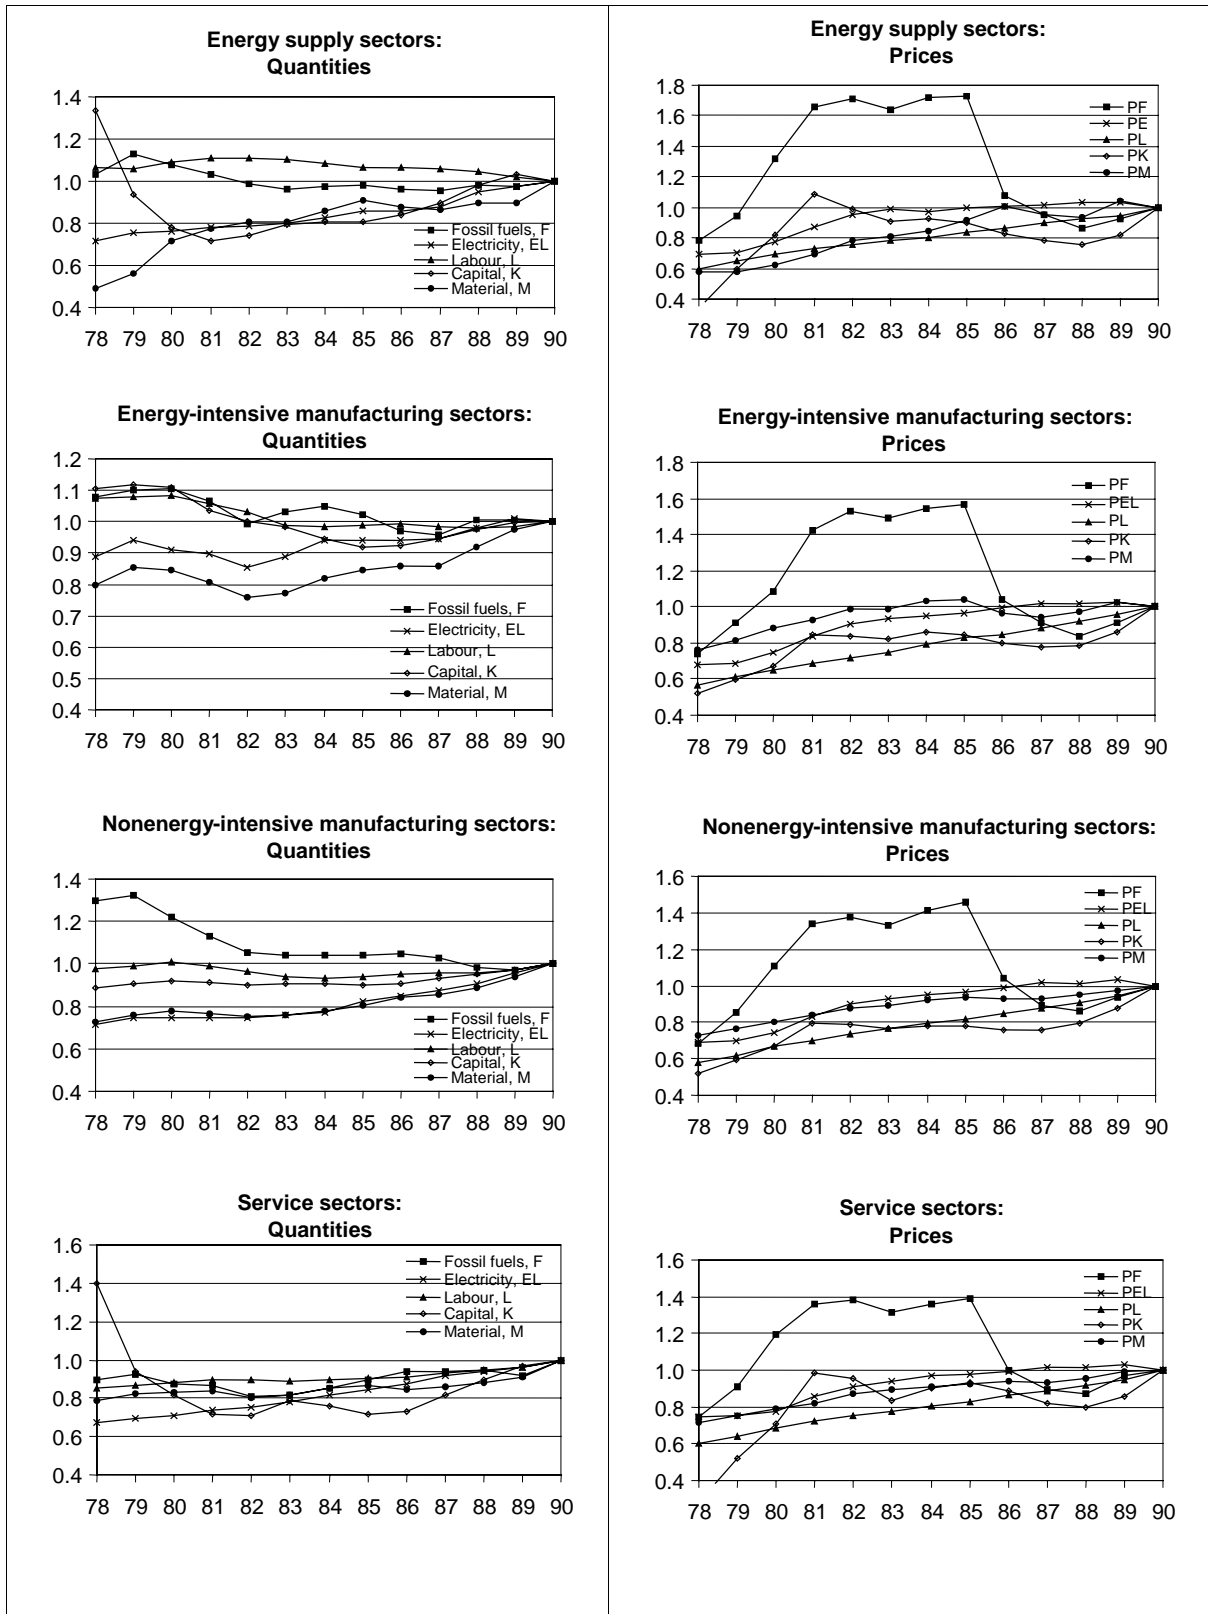 Energy supply sectors:
Quantities
1.4
1.2
1.0
0.8
0.6
0.4
Fossil fuels, F
Electricity, EL
Labour, L
Capital, K
Material, M
78 79 80 81 82 83 84 85 86 87 88 89 90
Energy supply sectors:
Prices
1.8
1.6
1.4
1.2
1.0
0.8
0.6
0.4
PF
PE
PL
PK
PM
78 79 80 81 82 83 84 85 86 87 88 89 90
Energy-intensive manufacturing sectors:
Quantities
1.2
1.1
1.0
0.9
0.8
0.7
0.6
0.5
0.4
Fossil fuels, F
Electricity, EL
Labour, L
Capital, K
Material, M
78 79 80 81 82 83 84 85 86 87 88 89 90
Energy-intensive manufacturing sectors:
Prices
1.8
1.6
1.4
1.2
1.0
0.8
0.6
0.4
PF
PEL
PL
PK
PM
78 79 80 81 82 83 84 85 86 87 88 89 90
Nonenergy-intensive manufacturing sectors:
Quantities
1.4
1.2
1.0
0.8
0.6
0.4
Fossil fuels, F
Electricity, EL
Labour, L
Capital, K
Material, M
78 79 80 81 82 83 84 85 86 87 88 89 90
Nonenergy-intensive manufacturing sectors:
Prices
1.6
1.4
1.2
1.0
0.8
0.6
0.4
PF
PEL
PL
PK
PM
78 79 80 81 82 83 84 85 86 87 88 89 90
Service sectors:
Quantities
1.6
1.4
1.2
1.0
0.8
0.6
0.4
Fossil fuels, F
Electricity, EL
Labour, L
Capital, K
Material, M
78 79 80 81 82 83 84 85 86 87 88 89 90
Service sectors:
Prices
1.6
1.4
1.2
1.0
0.8
0.6
0.4
PF
PEL
PL
PK
PM
78 79 80 81 82 83 84 85 86 87 88 89 90